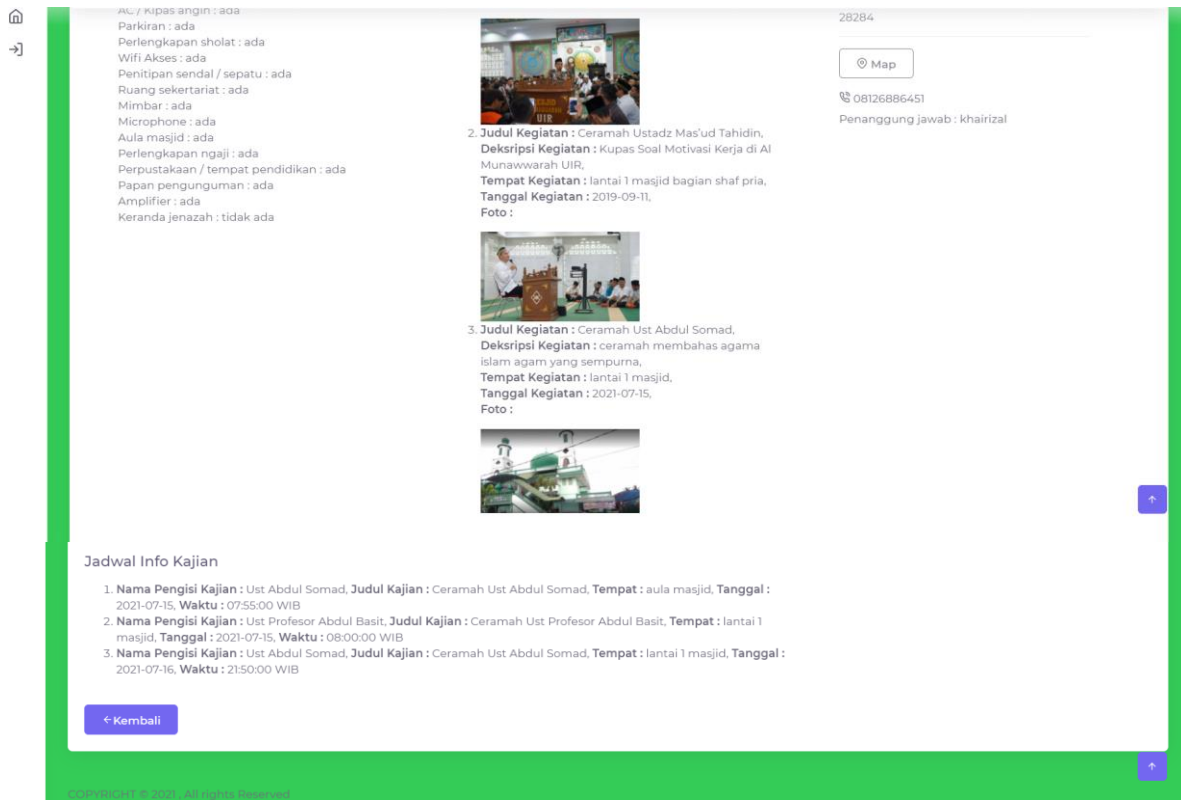 AC / Kipas angin : ada
Parkiran : ada
Perlengkapan sholat : ada
Wifi Akses : ada
Penitipan sendal / sepatu : ada
Ruang sekertariat : ada
Mimbar : ada
Microphone : ada
Aula masjid : ada
Perlengkapan ngaji : ada
Perpustakaan / tempat pendidikan : ada
Papan pengunguman : ada
Amplifier : ada
Keranda jenazah : tidak ada
UIR
2. Judul Kegiatan : Ceramah Ustadz Mas'ud Tahidin,
Deksripsi Kegiatan : Kupas Soal Motivasi Kerja di Al
Munawwarah UIR,
Tempat Kegiatan : lantai 1 masjid bagian shaf pria,
Tanggal Kegiatan : 2019-09-11,
Foto :
3. Judul Kegiatan : Ceramah Ust Abdul Somad,
Deksripsi Kegiatan : ceramah membahas agama
islam agam yang sempurna,
Tempat Kegiatan : lantai 1 masjid,
Tanggal Kegiatan : 2021-07-15,
Foto :
28284
Map
08126886451
Penanggung jawab : khairizal
Jadwal Info Kajian
1. Nama Pengisi Kajian : Ust Abdul Somad, Judul Kajian : Ceramah Ust Abdul Somad, Tempat : aula masjid, Tanggal :
2021-07-15, Waktu : 07:55:00 WIB
2. Nama Pengisi Kajian : Ust Profesor Abdul Basit, Judul Kajian : Ceramah Ust Profesor Abdul Basit, Tempat : lantai 1
masjid, Tanggal : 2021-07-15, Waktu : 08:00:00 WIB
3. Nama Pengisi Kajian : Ust Abdul Somad, Judul Kajian : Ceramah Ust Abdul Somad, Tempat : lantai 1 masjid, Tanggal :
2021-07-16, Waktu : 21:50:00 WIB
←Kembali
COPYRIGHT © 2021 , All rights Reserved